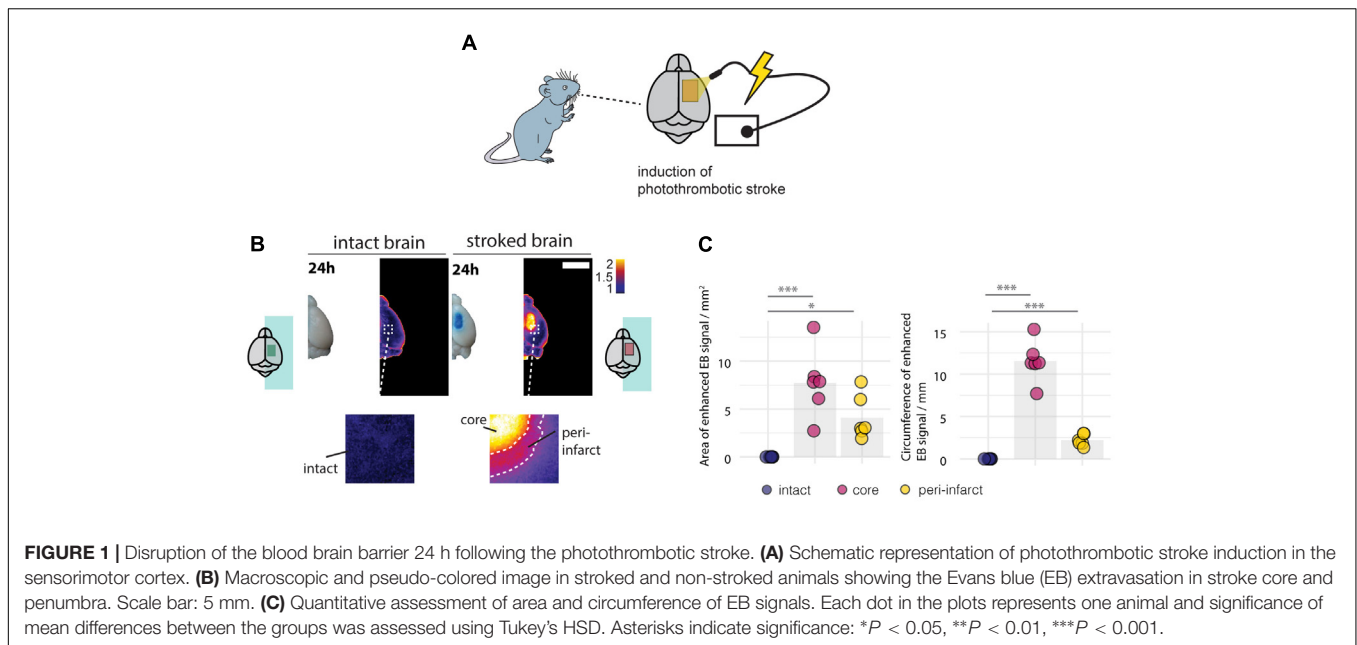 A
induction of
photothrombotic stroke
B
intact brain
stroked brain
24h
24h
2
1.5
1
intact
core
peri-
infarct
C
Area of enhanced EB signal / mm²
***
*
10
5
0
Circumference of enhanced
EB signal / mm
***
***
15
10
5
0
intact
core
peri-infarct
FIGURE 1 | Disruption of the blood brain barrier 24 h following the photothrombotic stroke. (A) Schematic representation of photothrombotic stroke induction in the
sensorimotor cortex. (B) Macroscopic and pseudo-colored image in stroked and non-stroked animals showing the Evans blue (EB) extravasation in stroke core and
penumbra. Scale bar: 5 mm. (C) Quantitative assessment of area and circumference of EB signals. Each dot in the plots represents one animal and significance of
mean differences between the groups was assessed using Tukey's HSD. Asterisks indicate significance: *P < 0.05, **P < 0.01, ***P < 0.001.